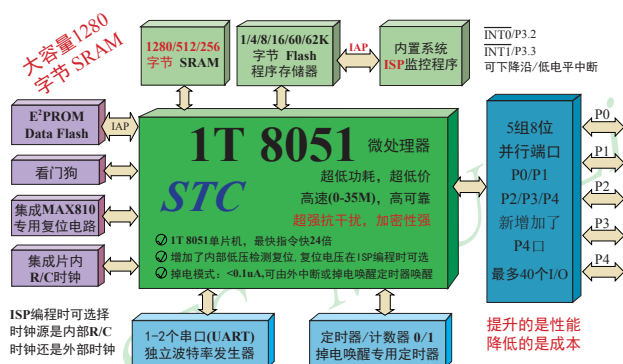 大容量1280
字节 SRAM
1280/512/256
字节 SRAM
1/4/8/16/60/62K
字节 Flash
程序存储器
IAP
内置系统
ISP监控程序
INT0/P3.2
INT1/P3.3
可下降沿/低电平中断
E²PROM
Data Flash
IAP
看门狗
集成MAX810
专用复位电路
集成片内
R/C时钟
1T 8051 微处理器
STC
超低功耗，超低价
高速(0-35M)，高可靠
超强抗干扰，加密性强
1T 8051单片机，最快指令快24倍
增加了内部低压检测复位,复位电压在ISP编程时可选
掉电模式：<0.1uA,可由外中断或掉电唤醒定时器唤醒
5组8位
并行端口
P0/P1
P2/P3/P4
新增加了
P4口
最多40个I/O
P0
P1
P2
P3
P4
ISP编程时可选择
时钟源是内部R/C
时钟还是外部时钟
1-2个串口(UART)
独立波特率发生器
定时器/计数器 0/1
掉电唤醒专用定时器
提升的是性能
降低的是成本